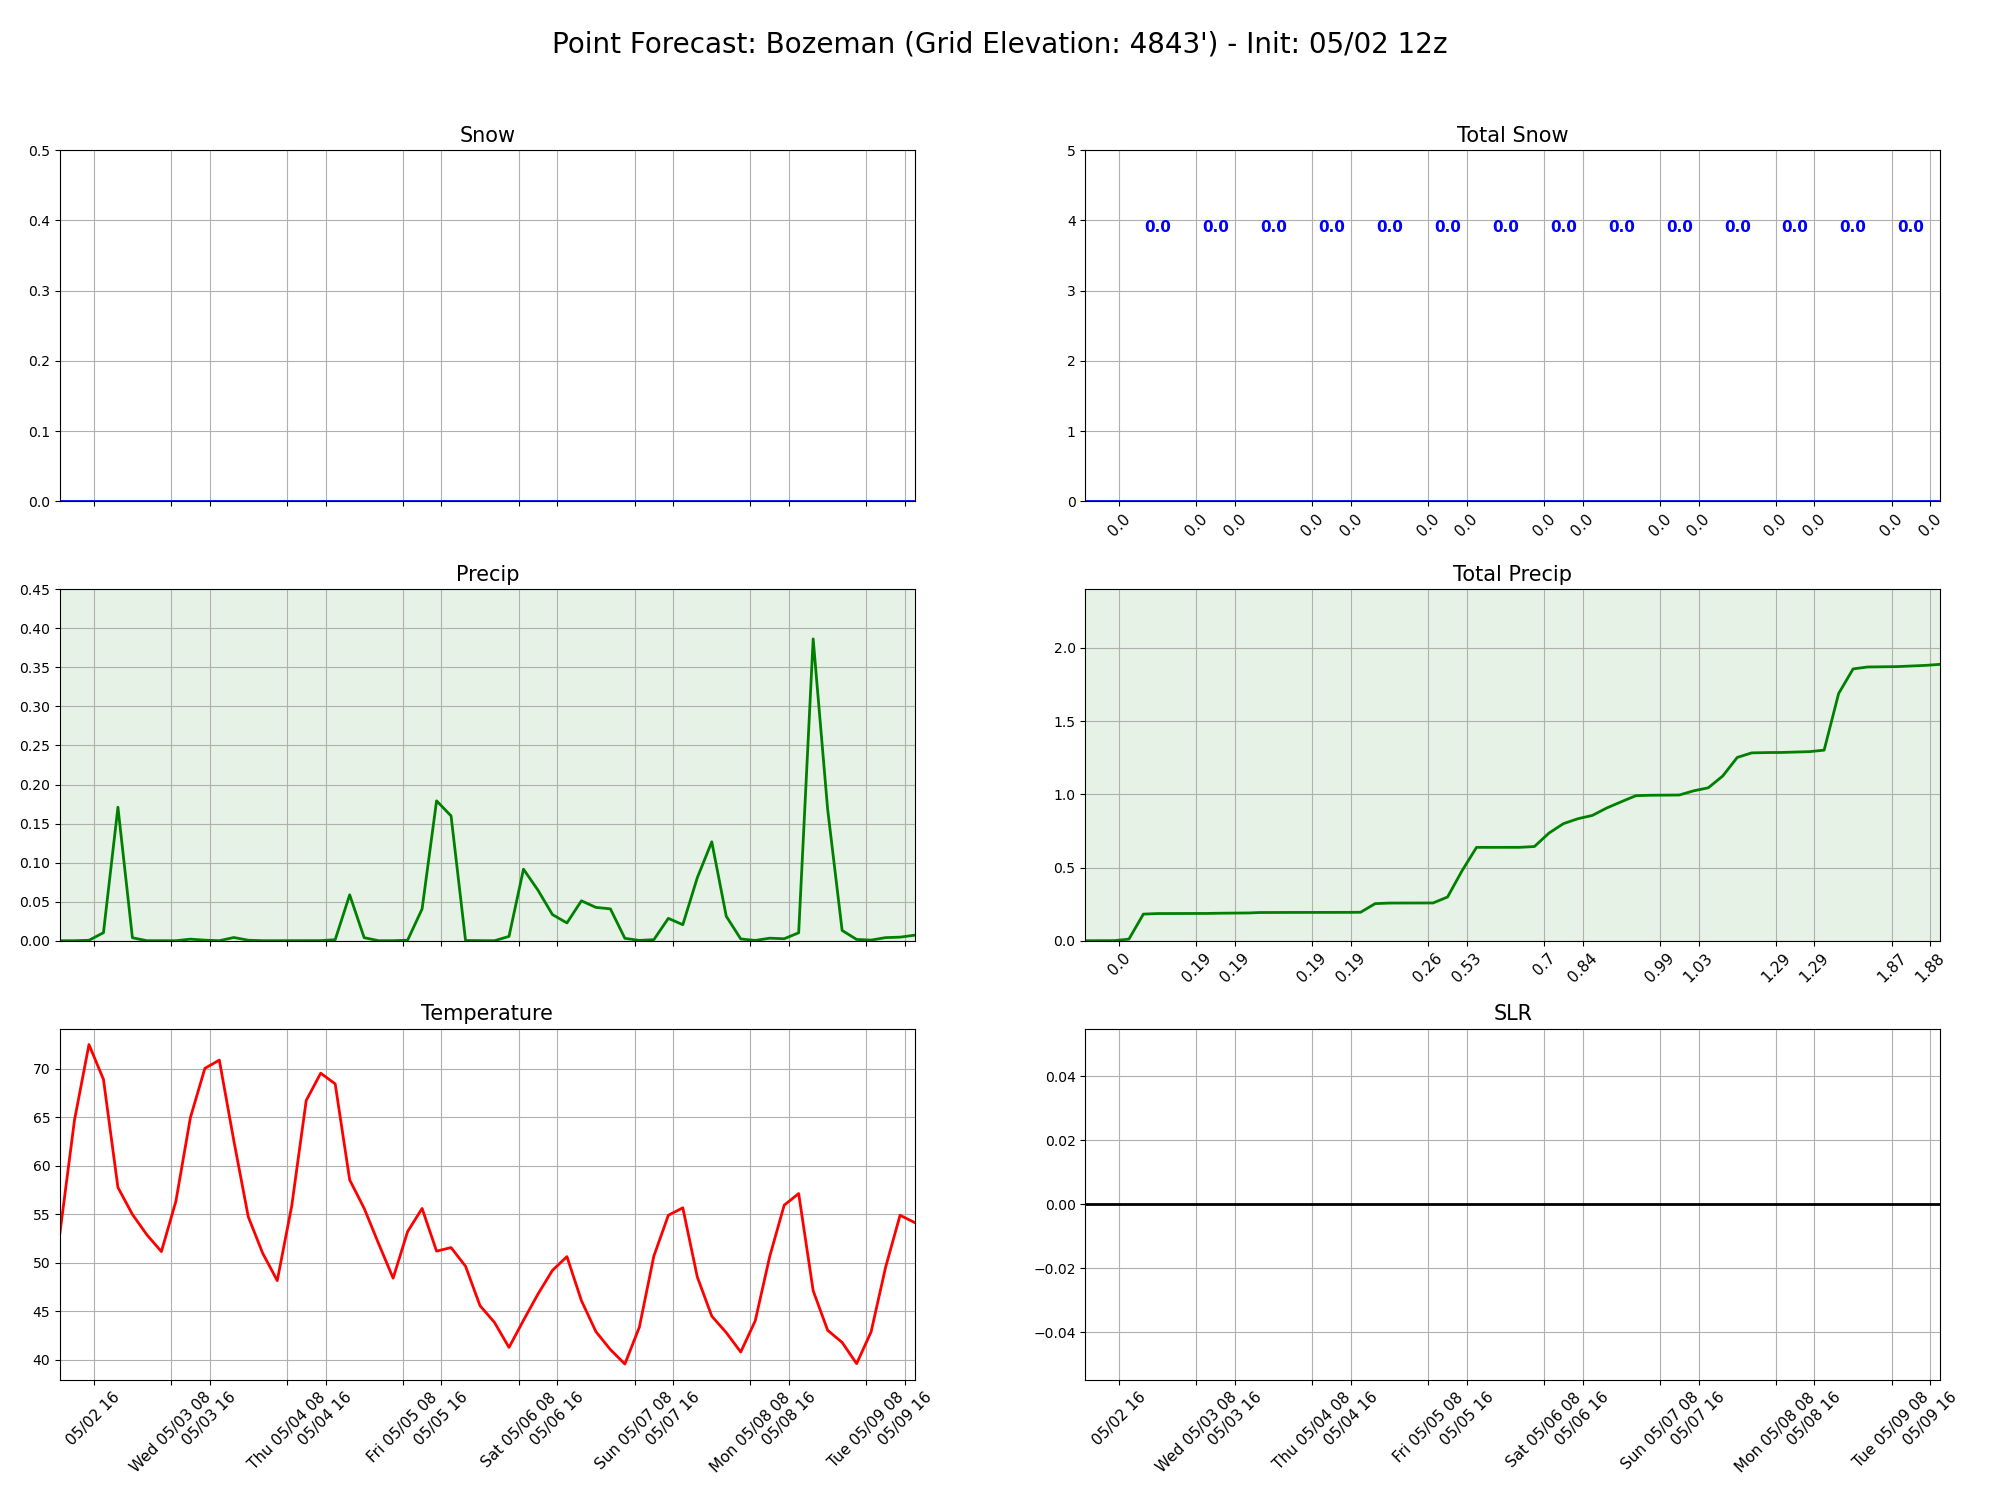 Point Forecast: Bozeman (Grid Elevation: 4843') - Init: 05/02 12z
Snow
0.5
0.4
0.3
0.2
0.1
0.0
Total Snow
5
4
3
2
1
0
0.0 0.0 0.0 0.0 0.0 0.0 0.0 0.0 0.0 0.0 0.0 0.0 0.0 0.0
0.0 0.0 0.0 0.0 0.0 0.0 0.0 0.0 0.0 0.0 0.0 0.0 0.0 0.0 0.0
Precip
0.45
0.40
0.35
0.30
0.25
0.20
0.15
0.10
0.05
0.00
Total Precip
2.0
1.5
1.0
0.5
0.0
0.0 0.19 0.19 0.19 0.19 0.26 0.53 0.7 0.84 0.99 1.03 1.29 1.29 1.87 1.88
Temperature
70
65
60
55
50
45
40
05/02 16
Wed 05/03 08
05/03 16
Thu 05/04 08
05/04 16
Fri 05/05 08
05/05 16
Sat 05/06 08
05/06 16
Sun 05/07 08
05/07 16
Mon 05/08 08
05/08 16
Tue 05/09 08
05/09 16
SLR
0.04
0.02
0.00
−0.02
−0.04
05/02 16
Wed 05/03 08
05/03 16
Thu 05/04 08
05/04 16
Fri 05/05 08
05/05 16
Sat 05/06 08
05/06 16
Sun 05/07 08
05/07 16
Mon 05/08 08
05/08 16
Tue 05/09 08
05/09 16